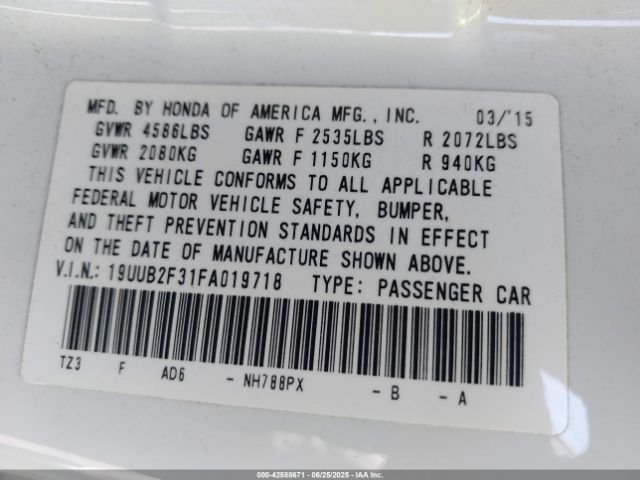 MFD. BY HONDA OF AMERICA MFG., INC. 03/'15
GVWR 4586LBS GAWR F 2535LBS R 2072LBS
GVWR 2080KG GAWR F 1150KG R 940KG
THIS VEHICLE CONFORMS TO ALL APPLICABLE
FEDERAL MOTOR VEHICLE SAFETY, BUMPER,
AND THEFT PREVENTION STANDARDS IN EFFECT
ON THE DATE OF MANUFACTURE SHOWN ABOVE.
V.I.N.: 19UUB2F31FA019718 TYPE: PASSENGER CAR
TZ3 F AD6 - NH788PX - B - A
000-42588671 - 06/25/2025 - IAA, Inc.